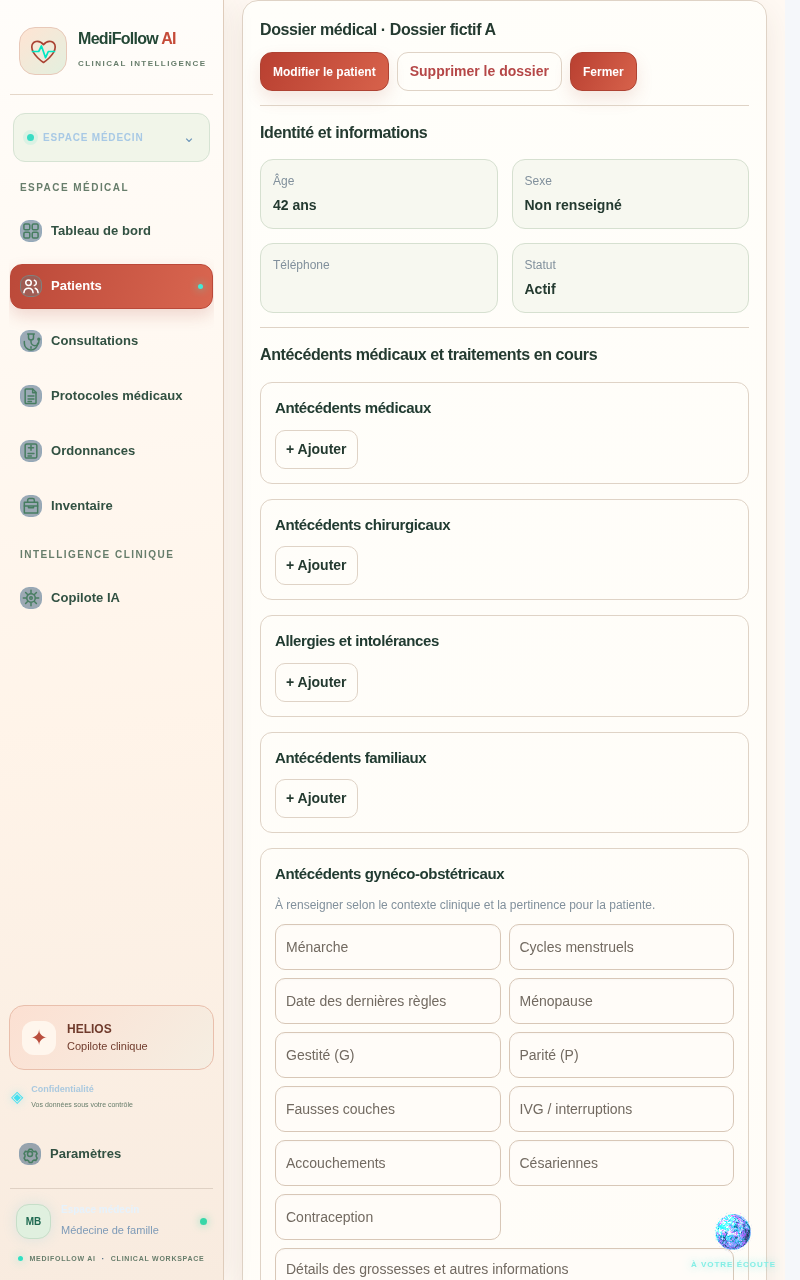 MediFollow AI
CLINICAL INTELLIGENCE
ESPACE MÉDECIN
ESPACE MÉDICAL
Tableau de bord
Patients
Consultations
Protocoles médicaux
Ordonnances
Inventaire
INTELLIGENCE CLINIQUE
Copilote IA
HELIOS
Copilote clinique
Confidentialité
Vos données sous votre contrôle
Paramètres
MB
Médecine de famille
MEDIFOLLOW AI · CLINICAL WORKSPACE
Dossier médical · Dossier fictif A
Modifier le patient
Supprimer le dossier
Fermer
Identité et informations
Âge
42 ans
Sexe
Non renseigné
Téléphone
Statut
Actif
Antécédents médicaux et traitements en cours
Antécédents médicaux
+ Ajouter
Antécédents chirurgicaux
+ Ajouter
Allergies et intolérances
+ Ajouter
Antécédents familiaux
+ Ajouter
Antécédents gynéco-obstétricaux
À renseigner selon le contexte clinique et la pertinence pour la patiente.
Ménarche
Cycles menstruels
Date des dernières règles
Ménopause
Gestité (G)
Parité (P)
Fausses couches
IVG / interruptions
Accouchements
Césariennes
Contraception
Détails des grossesses et autres informations
À VOTRE ÉCOUTE